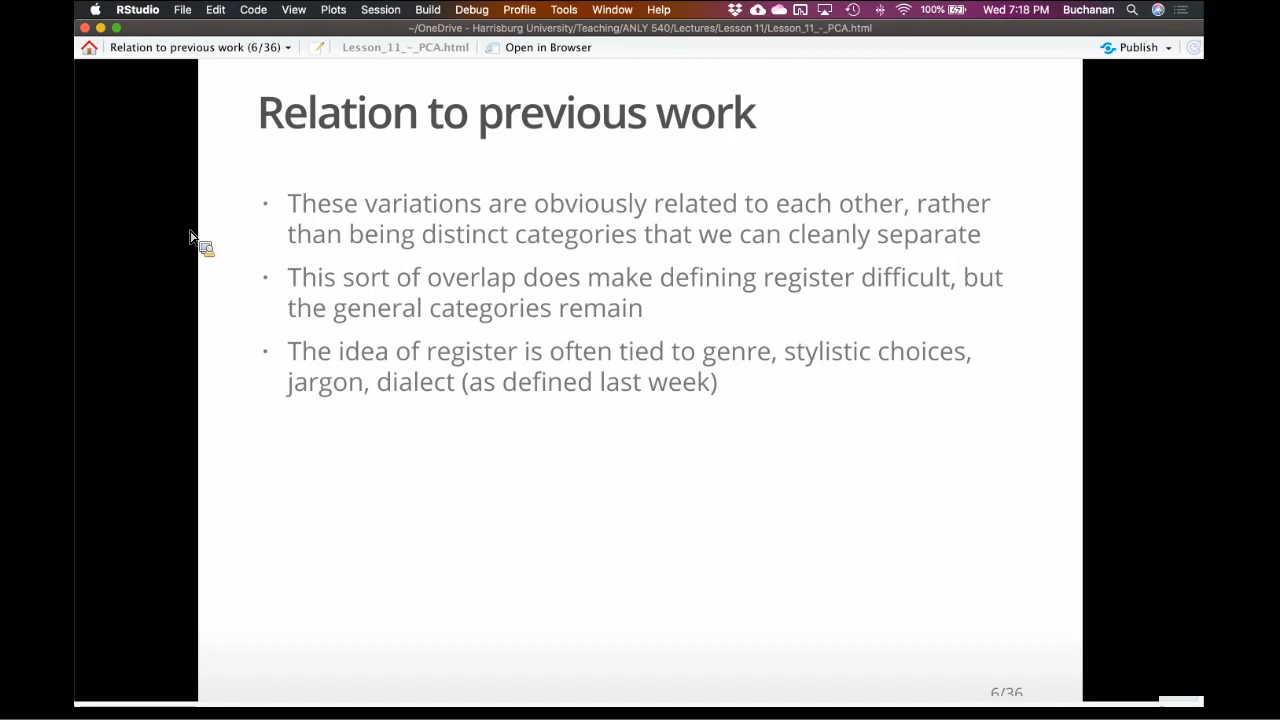 RStudio File Edit Code View Plots Session Build Debug Profile Tools Window Help 100% Wed 7:18 PM Buchanan
~/OneDrive - Harrisburg University/Teaching/ANLY 540/Lectures/Lesson 11/Lesson_11_-_PCA.html
Relation to previous work (6/36) Lesson_11_-_PCA.html Open in Browser Publish
Relation to previous work
• These variations are obviously related to each other, rather
than being distinct categories that we can cleanly separate
• This sort of overlap does make defining register difficult, but
the general categories remain
• The idea of register is often tied to genre, stylistic choices,
jargon, dialect (as defined last week)
6/36